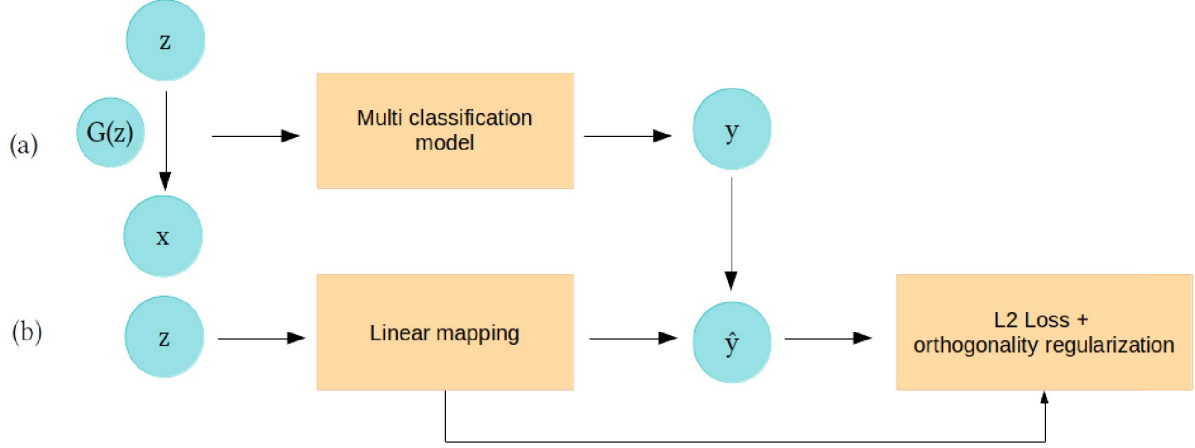 z
G(z)
(a)
Multi classification
model
y
x
(b)
z
Linear mapping
ŷ
L2 Loss +
orthogonality regularization